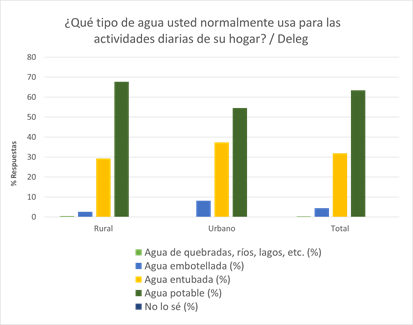 ¿Qué tipo de agua usted normalmente usa para las
actividades diarias de su hogar? / Deleg
80
70
60
50
40
30
20
10
0
% Respuestas
Rural Urbano Total
Agua de quebradas, ríos, lagos, etc. (%)
Agua embotellada (%)
Agua entubada (%)
Agua potable (%)
No lo sé (%)